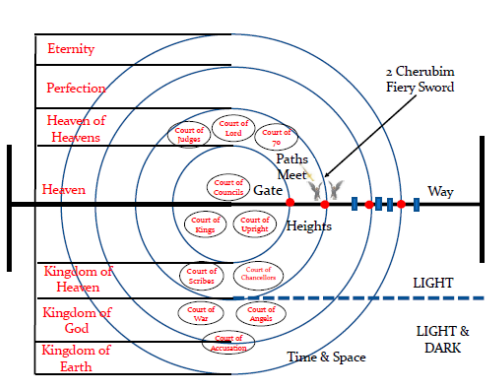 Eternity
Perfection
Heaven of
Heavens
Heaven
Kingdom of
Heaven
Kingdom of
God
Kingdom of
Earth
Court of
Judges
Court of
Lord
Court of
70
Court of
Councils
Court of
Kings
Court of
Upright
Court of
Scribes
Court of
Chancellors
Court of
War
Court of
Angels
Court of
Accusation
2 Cherubim
Fiery Sword
Paths
Meet
Gate
Heights
Way
LIGHT
LIGHT &
DARK
Time & Space